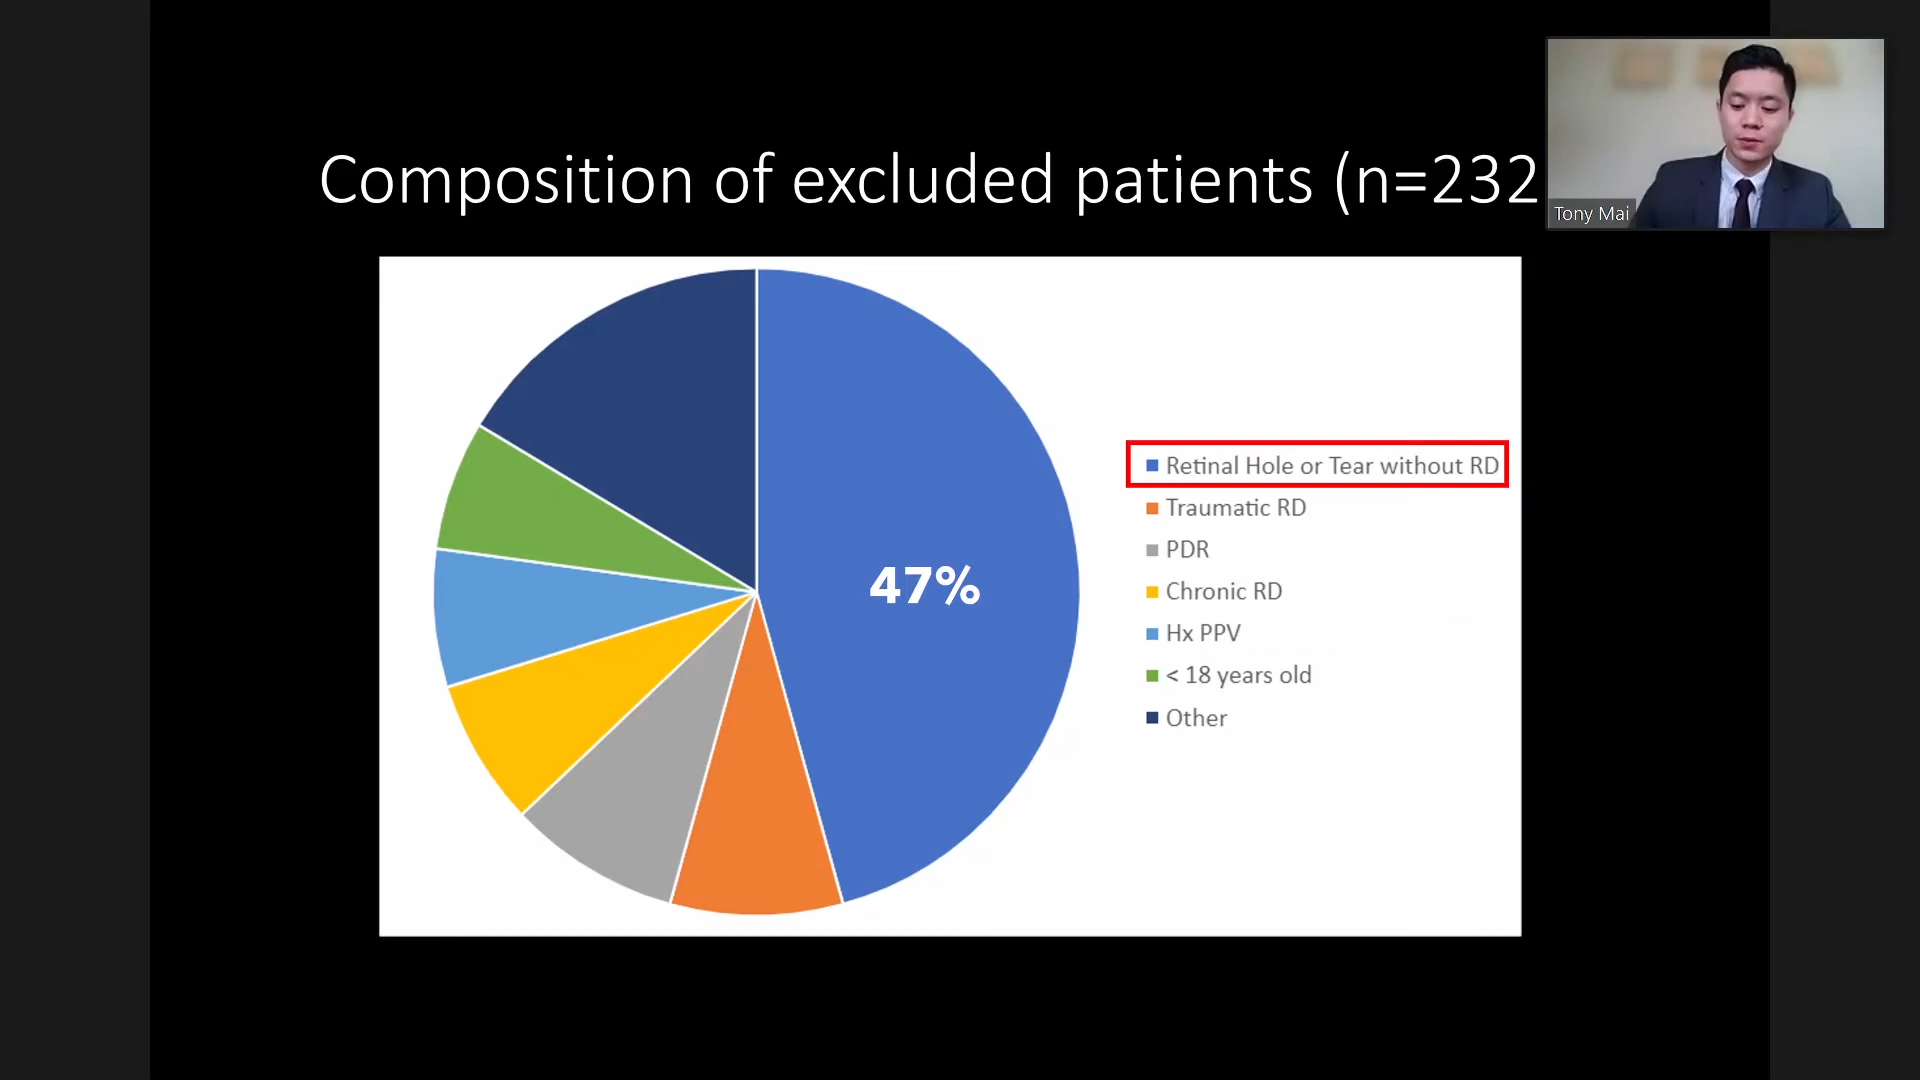 Composition of excluded patients (n=232
Tony Mai
47%
Retinal Hole or Tear without RD
Traumatic RD
PDR
Chronic RD
Hx PPV
< 18 years old
Other